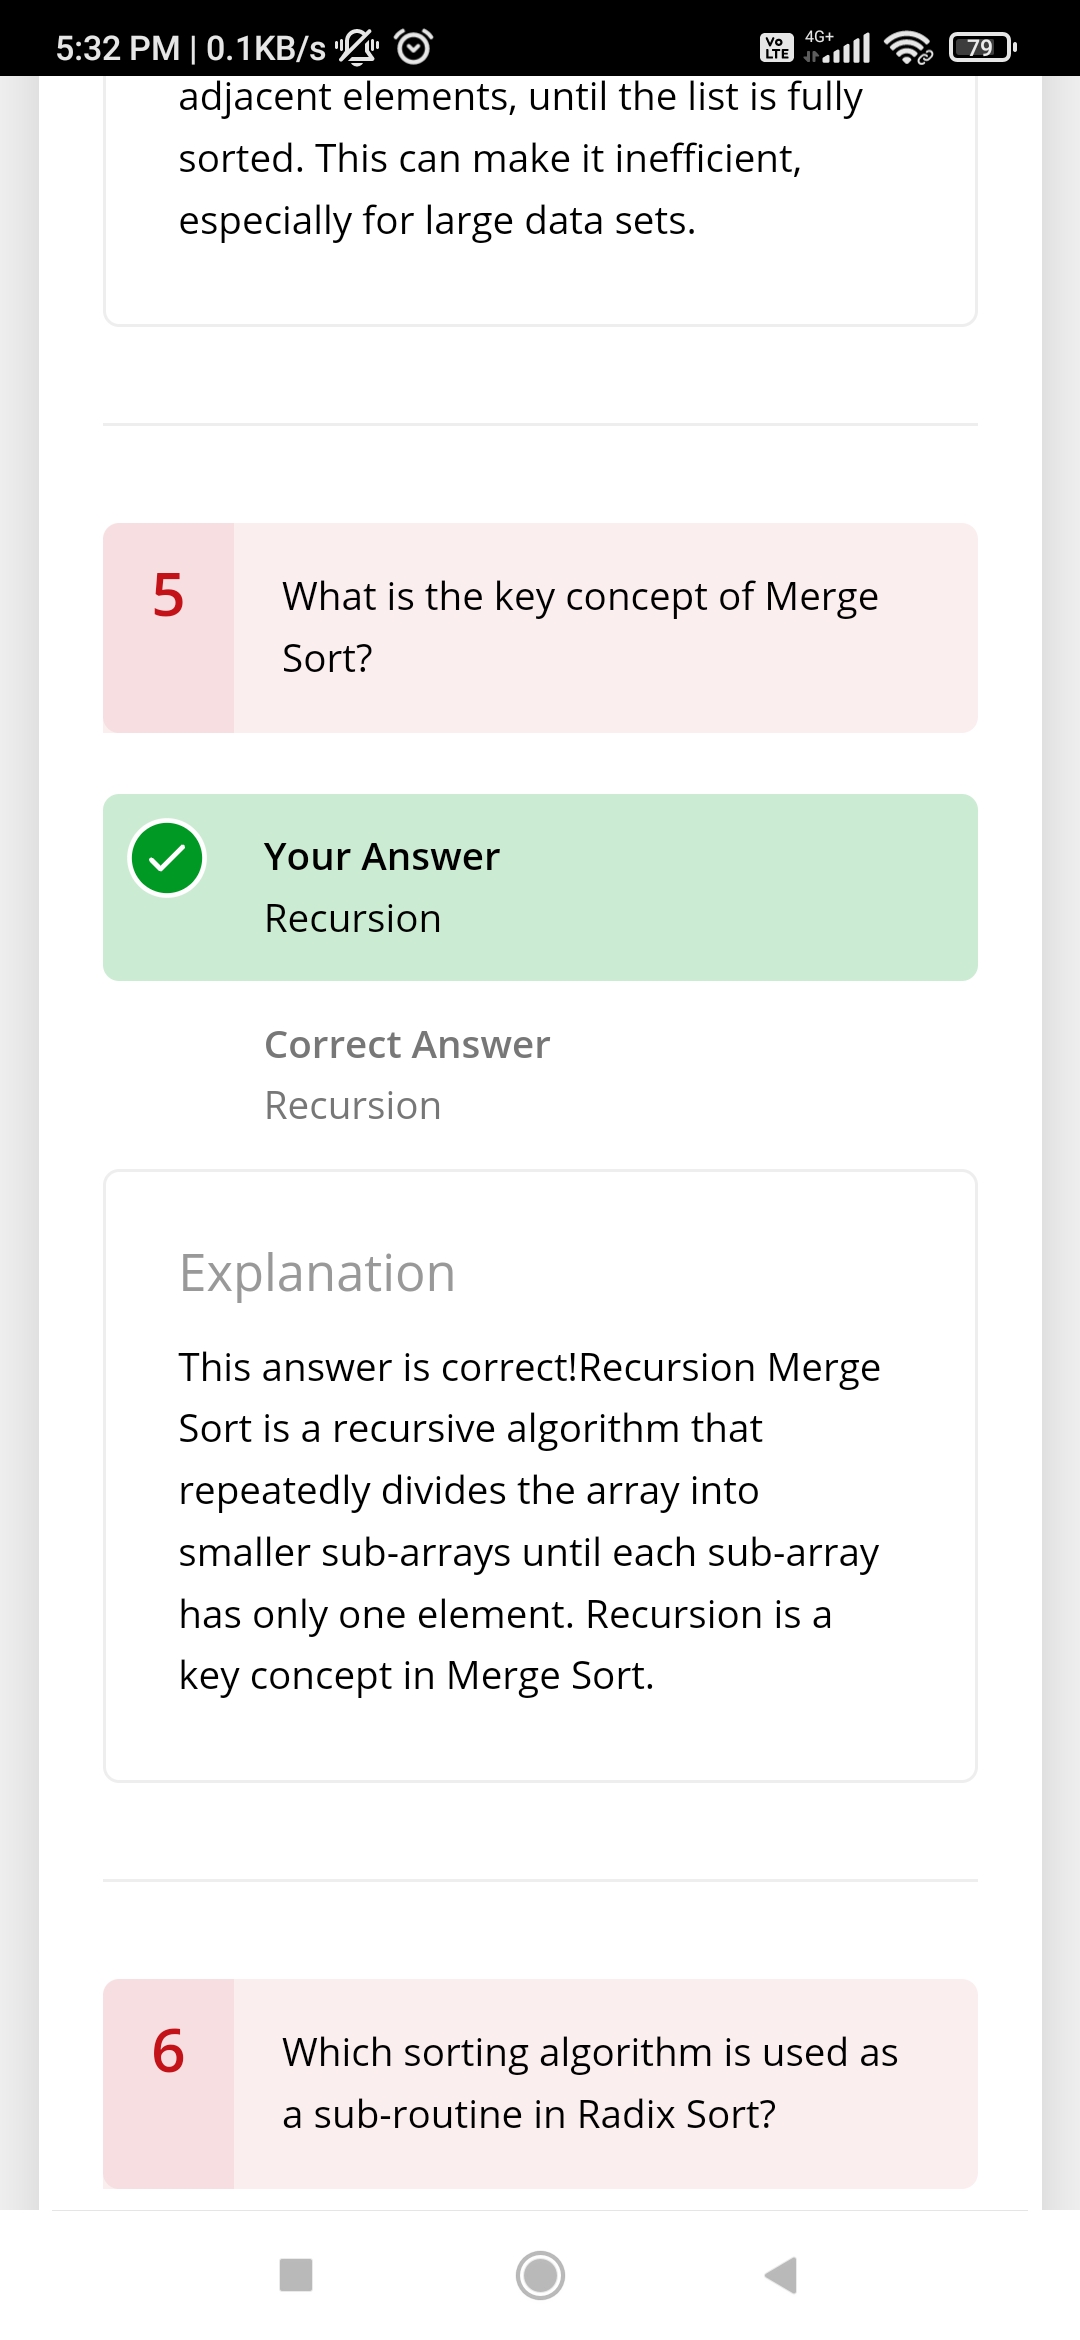 5:32 PM | 0.1KB/s
Vo LTE 4G+ 79
adjacent elements, until the list is fully
sorted. This can make it inefficient,
especially for large data sets.
5
What is the key concept of Merge
Sort?
Your Answer
Recursion
Correct Answer
Recursion
Explanation
This answer is correct!Recursion Merge
Sort is a recursive algorithm that
repeatedly divides the array into
smaller sub-arrays until each sub-array
has only one element. Recursion is a
key concept in Merge Sort.
6
Which sorting algorithm is used as
a sub-routine in Radix Sort?